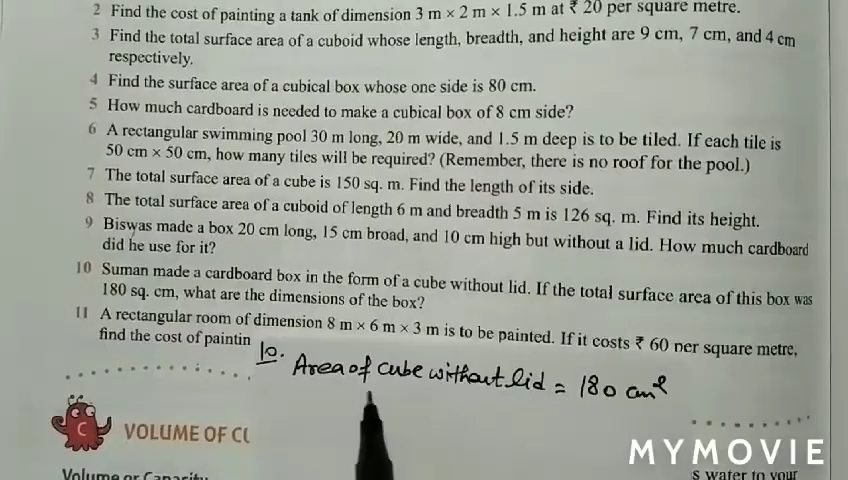 2 Find the cost of painting a tank of dimension 3 m × 2 m × 1.5 m at ₹ 20 per square metre.
3 Find the total surface area of a cuboid whose length, breadth, and height are 9 cm, 7 cm, and 4 cm
respectively.
4 Find the surface area of a cubical box whose one side is 80 cm.
5 How much cardboard is needed to make a cubical box of 8 cm side?
6 A rectangular swimming pool 30 m long, 20 m wide, and 1.5 m deep is to be tiled. If each tile is
50 cm × 50 cm, how many tiles will be required? (Remember, there is no roof for the pool.)
7 The total surface area of a cube is 150 sq. m. Find the length of its side.
8 The total surface area of a cuboid of length 6 m and breadth 5 m is 126 sq. m. Find its height.
9 Biswas made a box 20 cm long, 15 cm broad, and 10 cm high but without a lid. How much cardboard
did he use for it?
10 Suman made a cardboard box in the form of a cube without lid. If the total surface area of this box was
180 sq. cm, what are the dimensions of the box?
11 A rectangular room of dimension 8 m × 6 m × 3 m is to be painted. If it costs ₹ 60 per square metre,
find the cost of paintin
10. Area of cube without lid = 180 cm²
C VOLUME OF CU
MYMOVIE
Volume or Capacity
s water to your